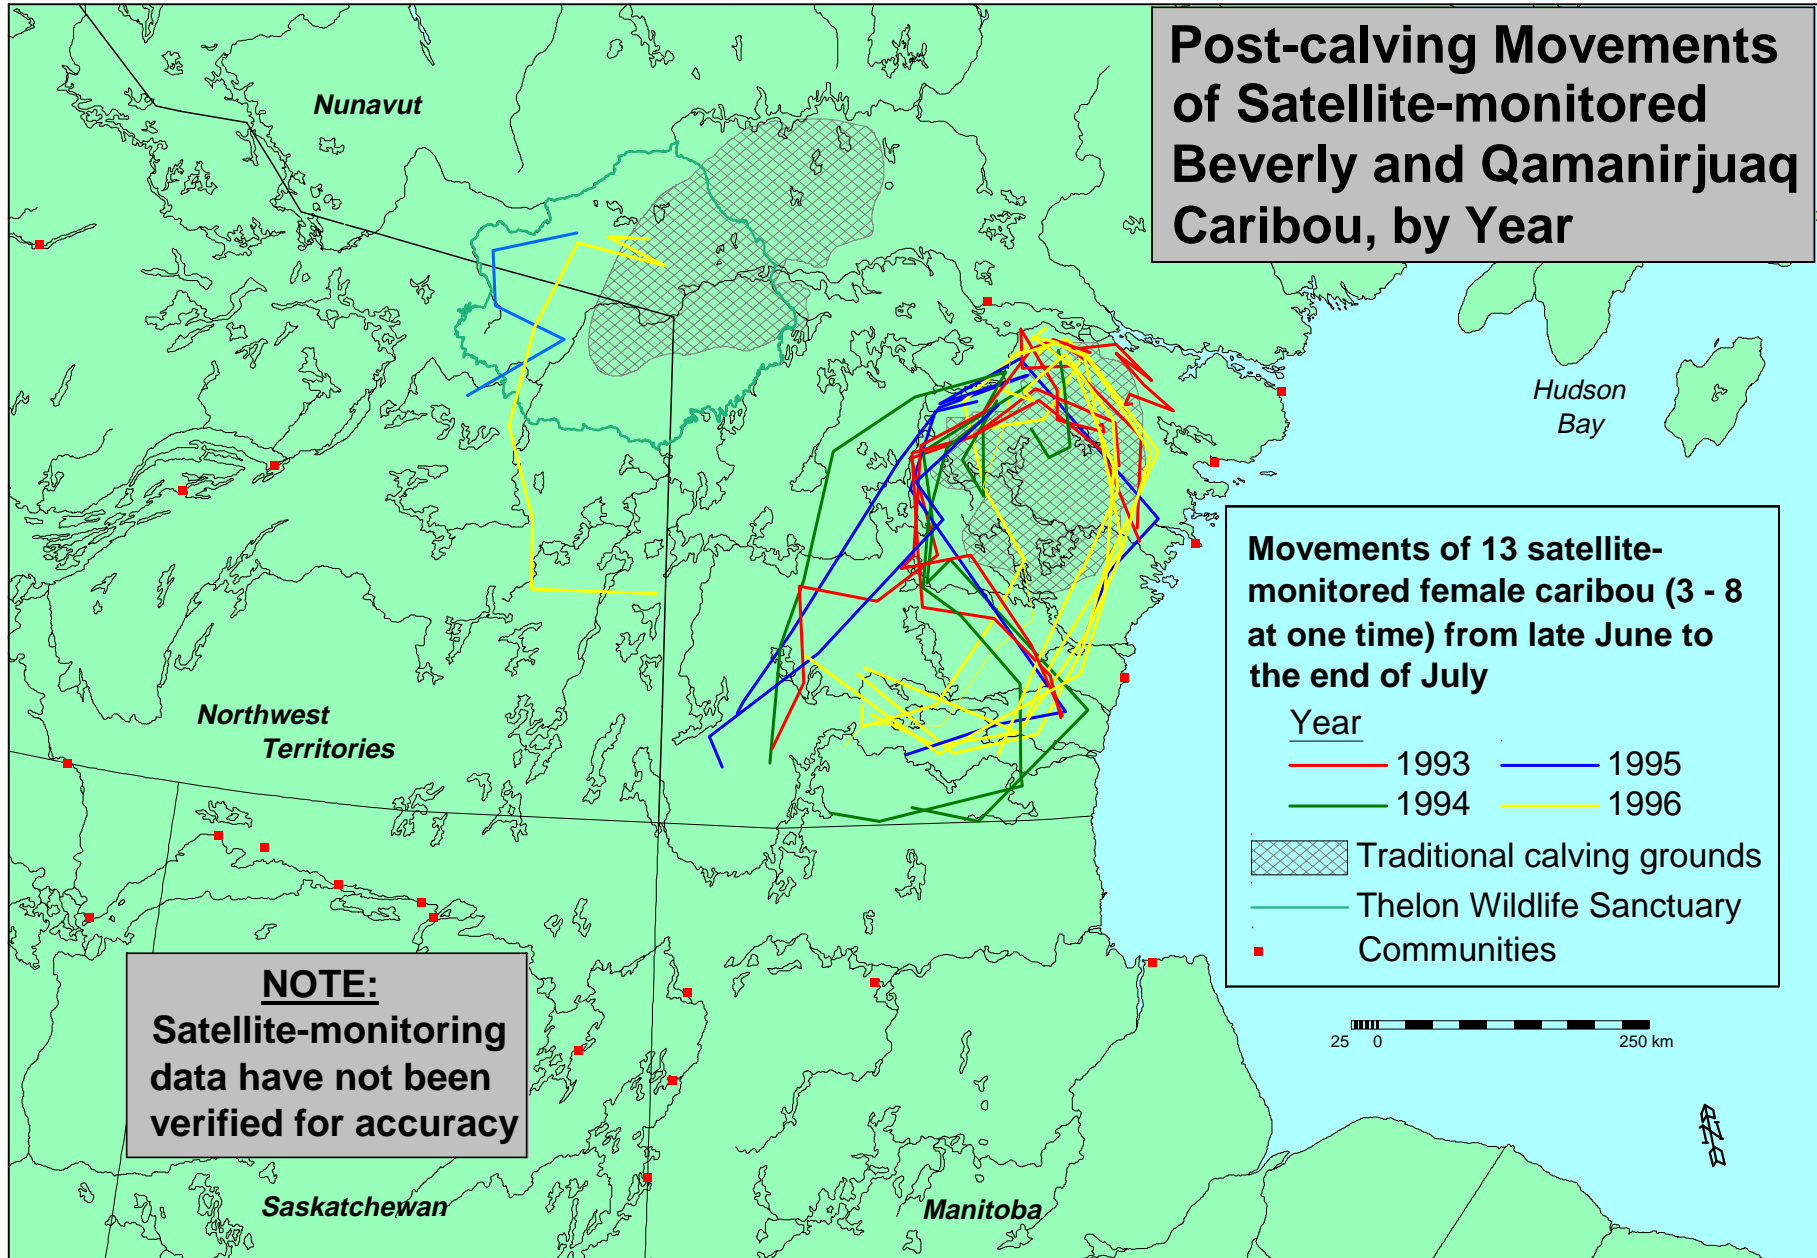 Post-calving Movements
of Satellite-monitored
Beverly and Qamanirjuaq
Caribou, by Year
Nunavut
Hudson
Bay
Movements of 13 satellite-
monitored female caribou (3 - 8
at one time) from late June to
the end of July
Year
1993
1995
1994
1996
Traditional calving grounds
Thelon Wildlife Sanctuary
Communities
25 0 250 km
Northwest
Territories
NOTE:
Satellite-monitoring
data have not been
verified for accuracy
Saskatchewan
Manitoba
N